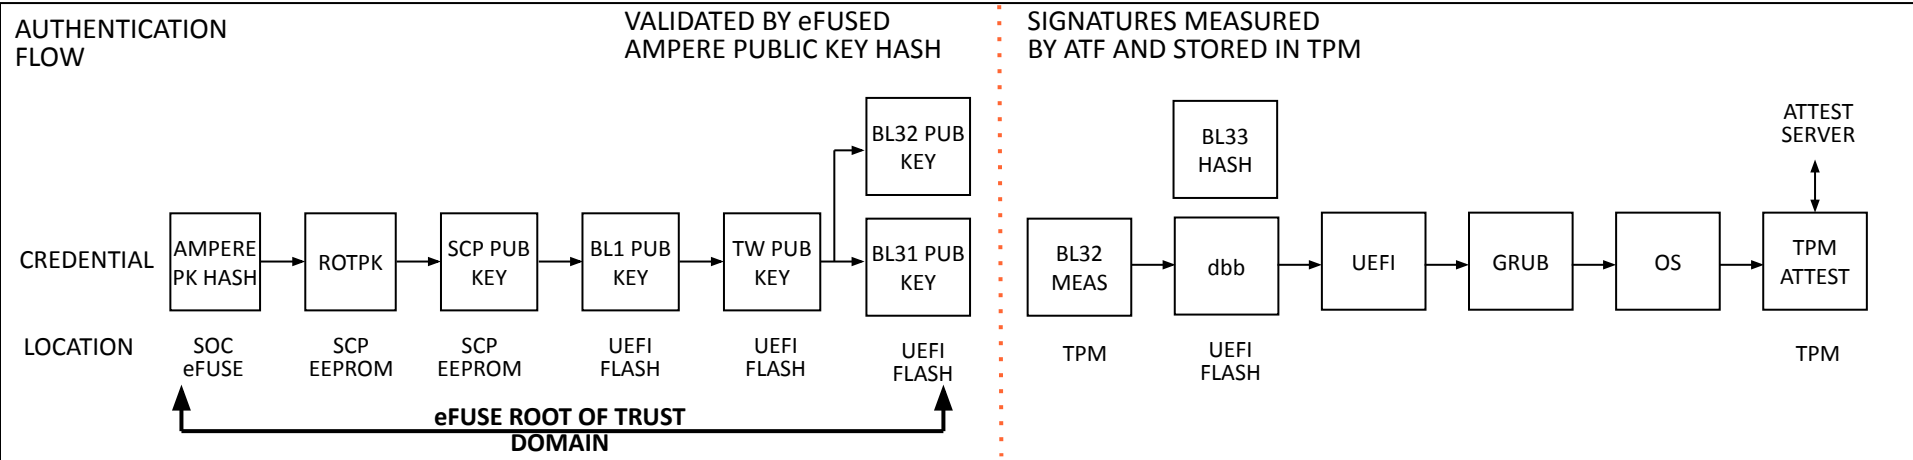 AUTHENTICATION
FLOW
VALIDATED BY eFUSED
AMPERE PUBLIC KEY HASH
SIGNATURES MEASURED
BY ATF AND STORED IN TPM
BL32 PUB
KEY
BL33
HASH
ATTEST
SERVER
CREDENTIAL
AMPERE
PK HASH
ROTPK
SCP PUB
KEY
BL1 PUB
KEY
TW PUB
KEY
BL31 PUB
KEY
BL32
MEAS
dbb
UEFI
GRUB
OS
TPM
ATTEST
LOCATION
SOC
eFUSE
SCP
EEPROM
SCP
EEPROM
UEFI
FLASH
UEFI
FLASH
UEFI
FLASH
TPM
UEFI
FLASH
TPM
eFUSE ROOT OF TRUST
DOMAIN